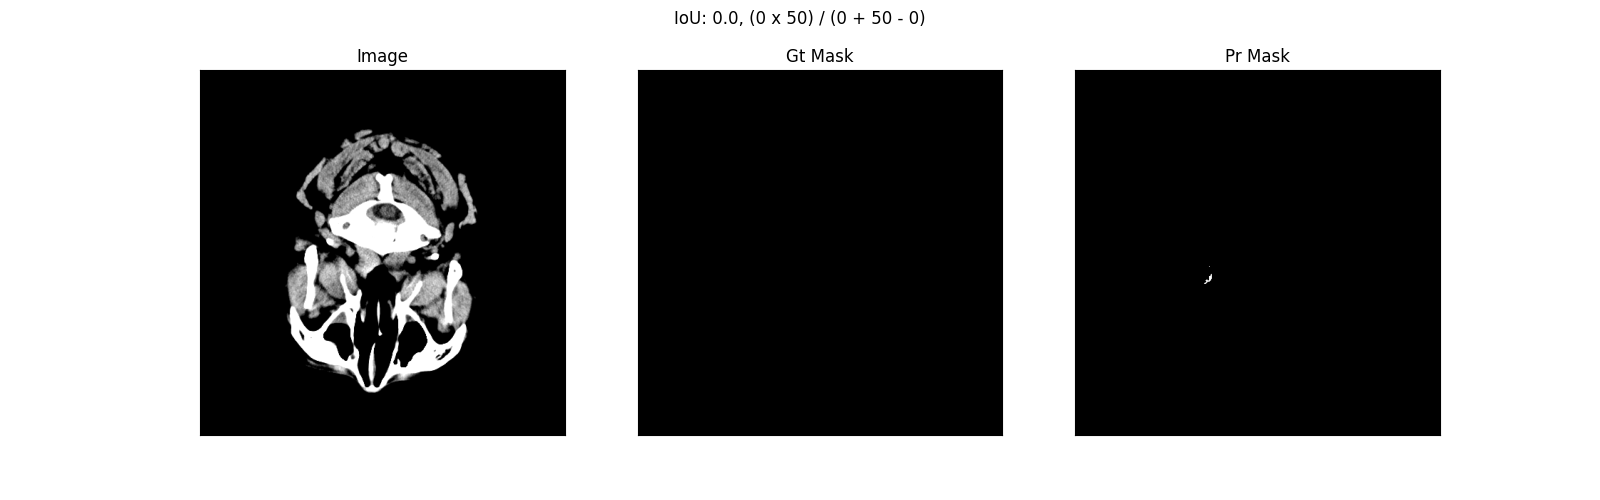 IoU: 0.0, (0 x 50) / (0 + 50 - 0)
Image
Gt Mask
Pr Mask